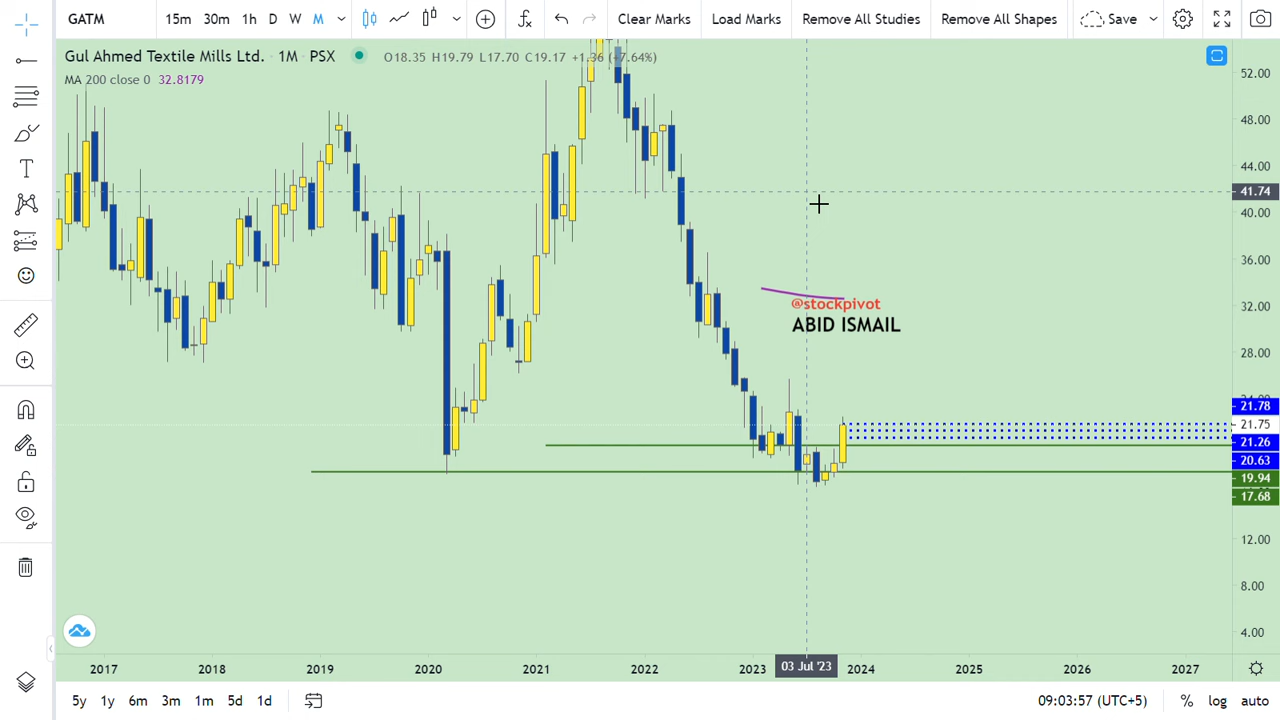 GATM 15m 30m 1h D W M Clear Marks Load Marks Remove All Studies Remove All Shapes Save
Gul Ahmed Textile Mills Ltd. · 1M · PSX O18.35 H19.79 L17.70 C19.17 +1.36 (+7.64%)
MA 200 close 0 32.8179
52.00
48.00
44.00
41.74
40.00
36.00
32.00
@stockpivot
ABID ISMAIL
28.00
21.78
21.75
21.26
20.63
19.94
17.68
12.00
8.00
4.00
2017 2018 2019 2020 2021 2022 2023 03 Jul '23 2024 2025 2026 2027
5y 1y 6m 3m 1m 5d 1d 09:03:57 (UTC+5) % log auto